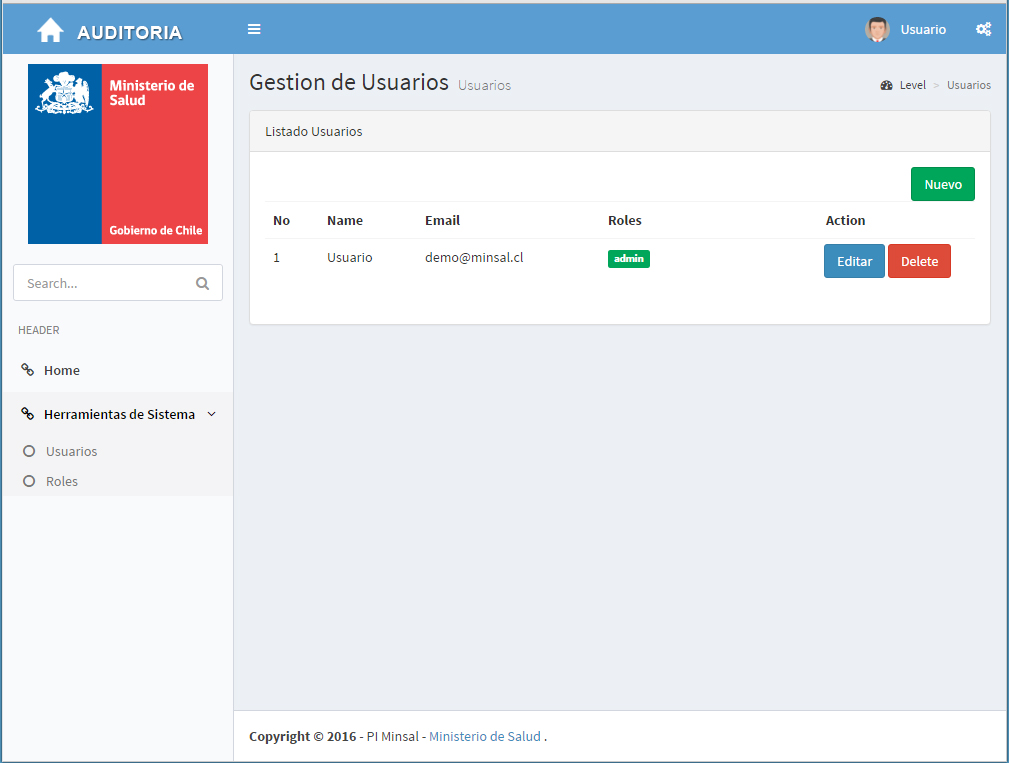 AUDITORIA
Usuario
Ministerio de
Salud
Gobierno de Chile
Search...
HEADER
Home
Herramientas de Sistema
Usuarios
Roles
Gestion de Usuarios Usuarios
Level > Usuarios
Listado Usuarios
Nuevo
No Name Email Roles Action
1 Usuario demo@minsal.cl admin Editar Delete
Copyright © 2016 - PI Minsal - Ministerio de Salud .